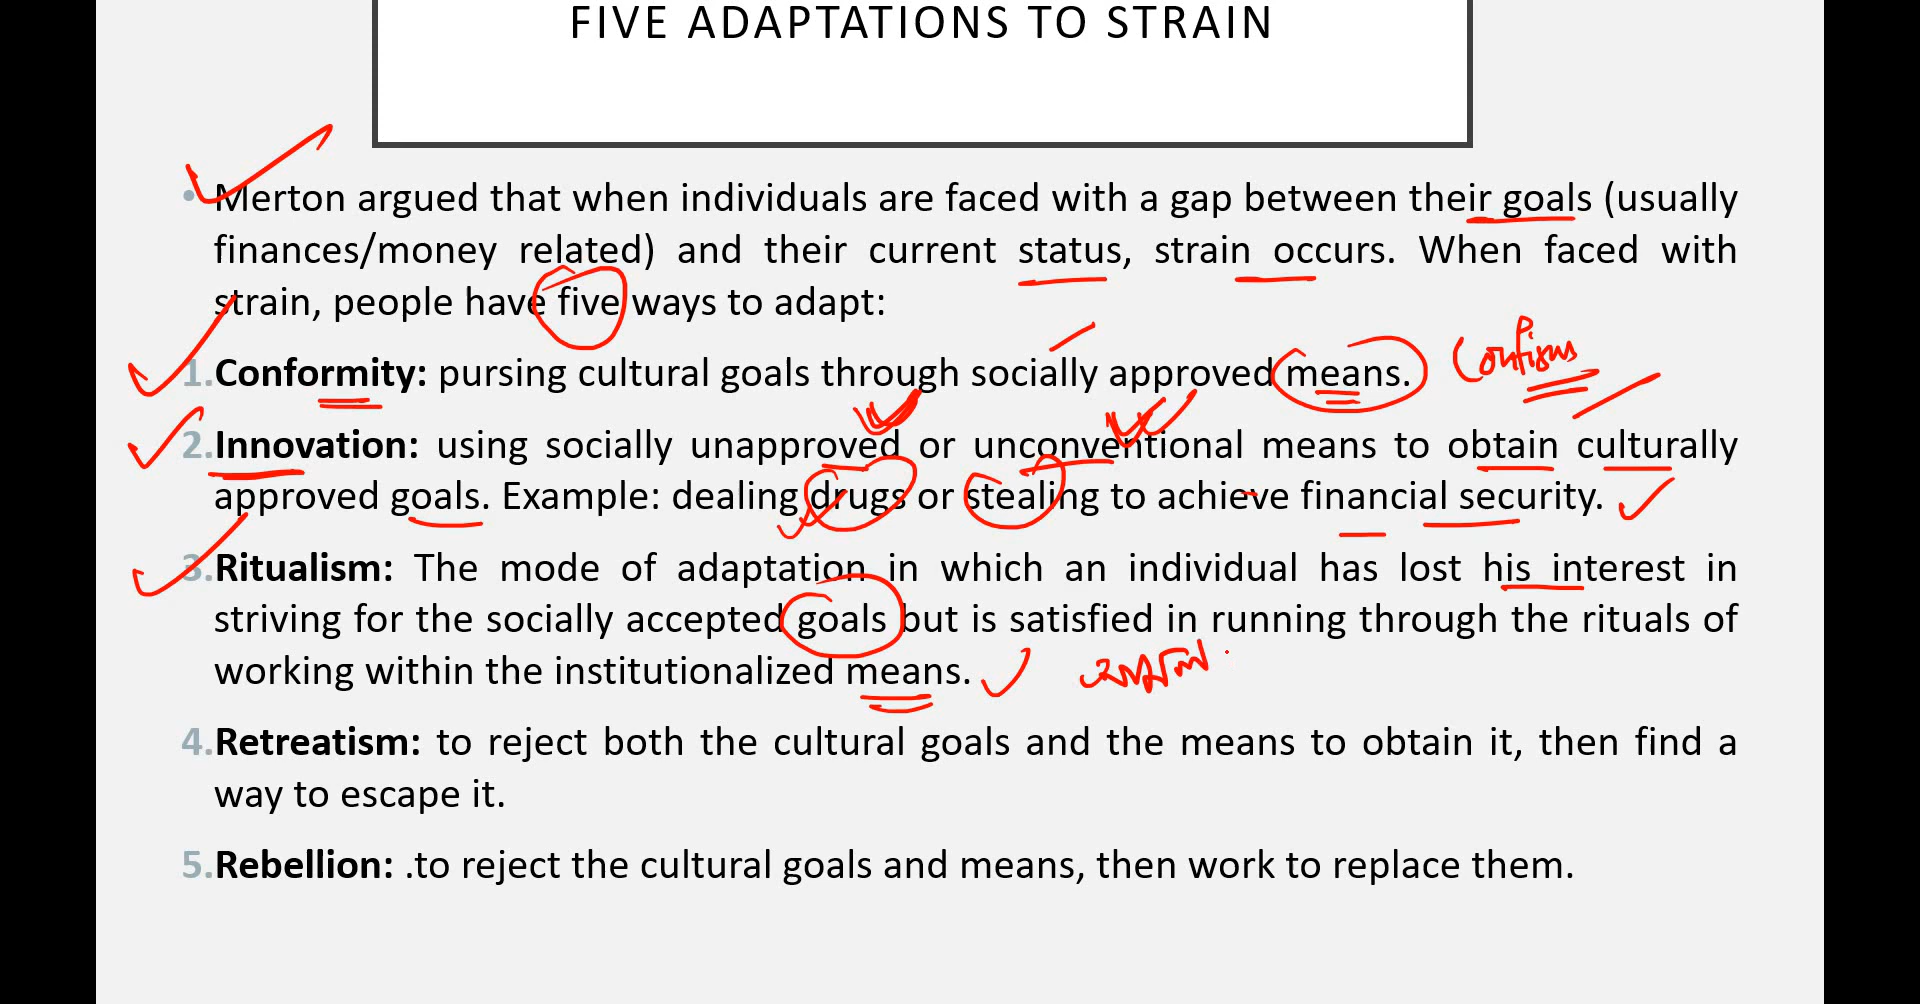 FIVE ADAPTATIONS TO STRAIN
• Merton argued that when individuals are faced with a gap between their goals (usually
finances/money related) and their current status, strain occurs. When faced with
strain, people have five ways to adapt:
1. Conformity: pursing cultural goals through socially approved means.
2. Innovation: using socially unapproved or unconventional means to obtain culturally
approved goals. Example: dealing drugs or stealing to achieve financial security.
3. Ritualism: The mode of adaptation in which an individual has lost his interest in
striving for the socially accepted goals but is satisfied in running through the rituals of
working within the institutionalized means.
4. Retreatism: to reject both the cultural goals and the means to obtain it, then find a
way to escape it.
5. Rebellion: .to reject the cultural goals and means, then work to replace them.